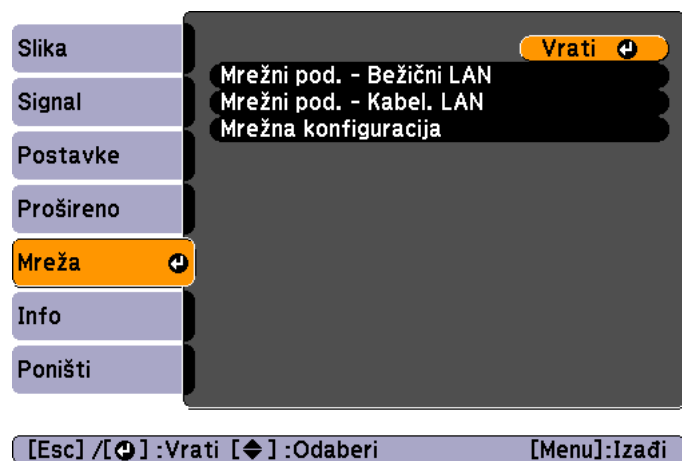 Slika
Signal
Postavke
Prošireno
Mreža
Info
Poništi
Vrati
Mrežni pod. - Bežični LAN
Mrežni pod. - Kabel. LAN
Mrežna konfiguracija
[Esc] /[⏎] :Vrati [◆] :Odaberi [Menu]:Izađi